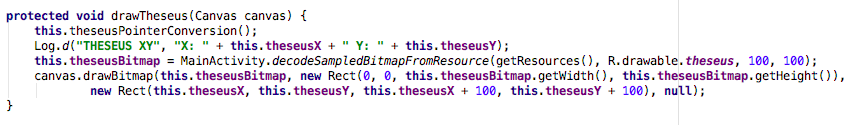 protected void drawTheseus(Canvas canvas) {
this.theseusPointerConversion();
Log.d("THESEUS XY", "X: " + this.theseusX + " Y: " + this.theseusY);
this.theseusBitmap = MainActivity.decodeSampledBitmapFromResource(getResources(), R.drawable.theseus, 100, 100);
canvas.drawBitmap(this.theseusBitmap, new Rect(0, 0, this.theseusBitmap.getWidth(), this.theseusBitmap.getHeight()),
new Rect(this.theseusX, this.theseusY, this.theseusX + 100, this.theseusY + 100), null);
}